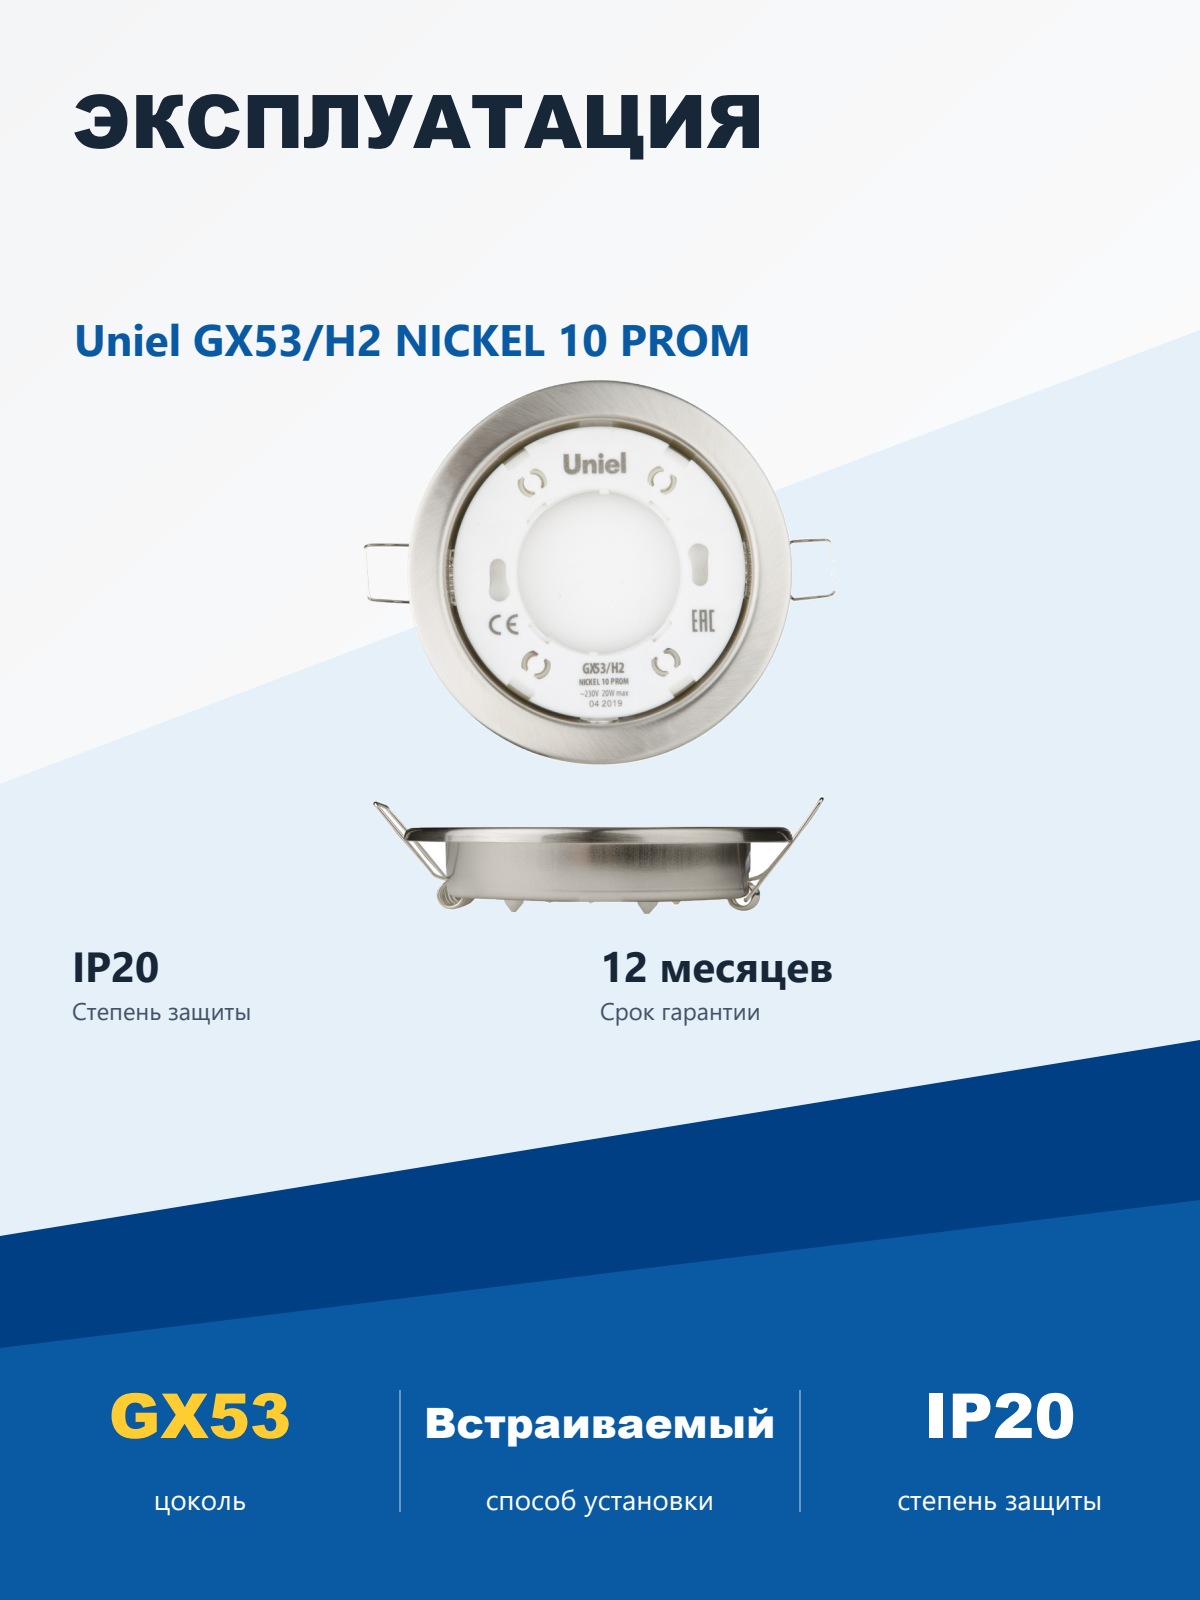 ЭКСПЛУАТАЦИЯ
Uniel GX53/H2 NICKEL 10 PROM
Uniel
CE
EAC
GX53/H2
NICKEL 10 PROM
~230V 20W max
04 2019
IP20
Степень защиты
12 месяцев
Срок гарантии
GX53
цоколь
Встраиваемый
способ установки
IP20
степень защиты